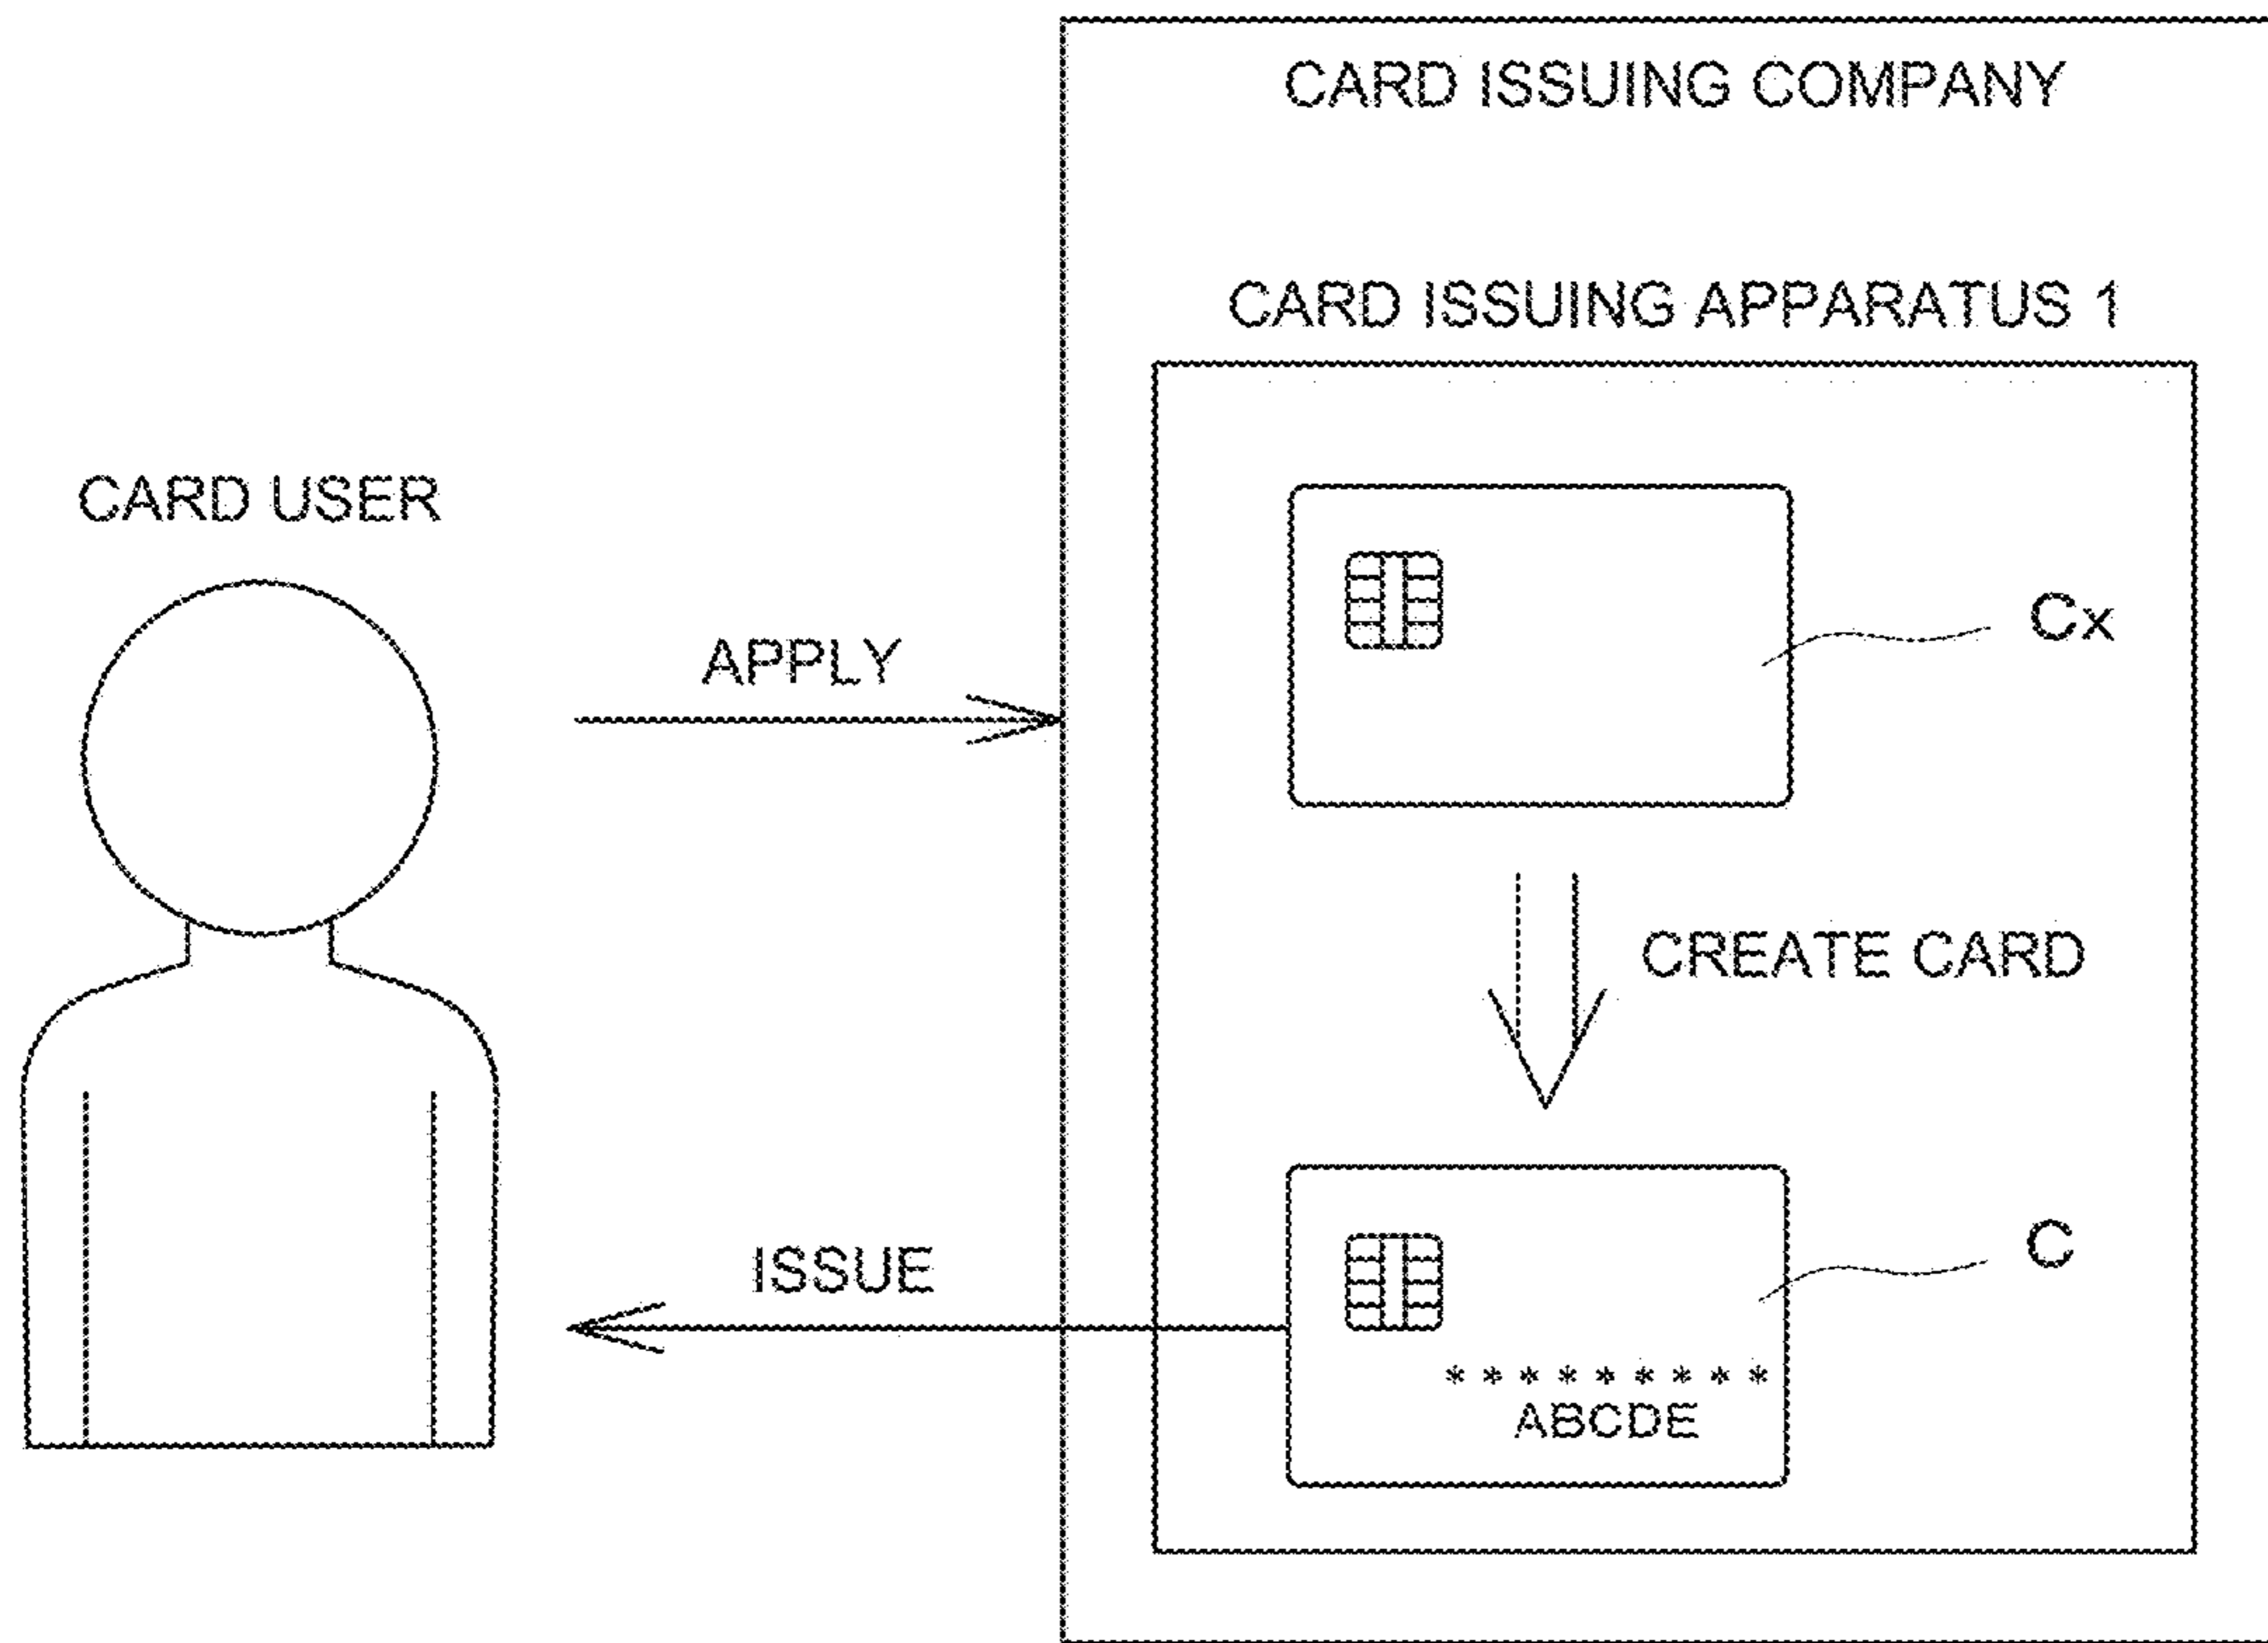 CARD ISSUING COMPANY
CARD ISSUING APPARATUS 1
CARD USER
Cx
APPLY
CREATE CARD
C
ISSUE
* * * * * * * * *
ABCDE